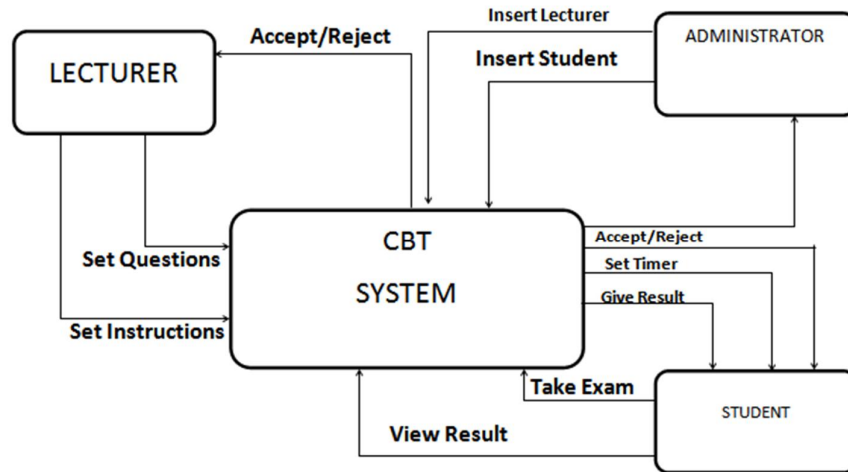 Insert Lecturer
Accept/Reject
ADMINISTRATOR
LECTURER
Insert Student
CBT
SYSTEM
Accept/Reject
Set Questions
Set Timer
Give Result
Set Instructions
Take Exam
STUDENT
View Result